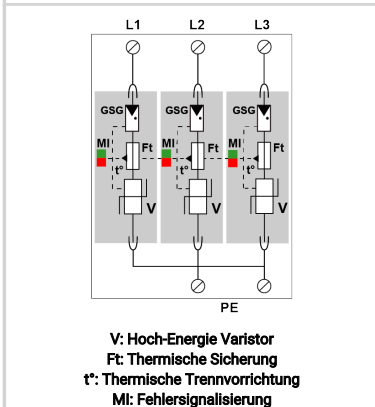 L1 L2 L3
GSG GSG GSG
MI Ft MI Ft MI Ft
t° t° t°
V V V
PE
V: Hoch-Energie Varistor
Ft: Thermische Sicherung
t°: Thermische Trennvorrichtung
MI: Fehlersignalisierung